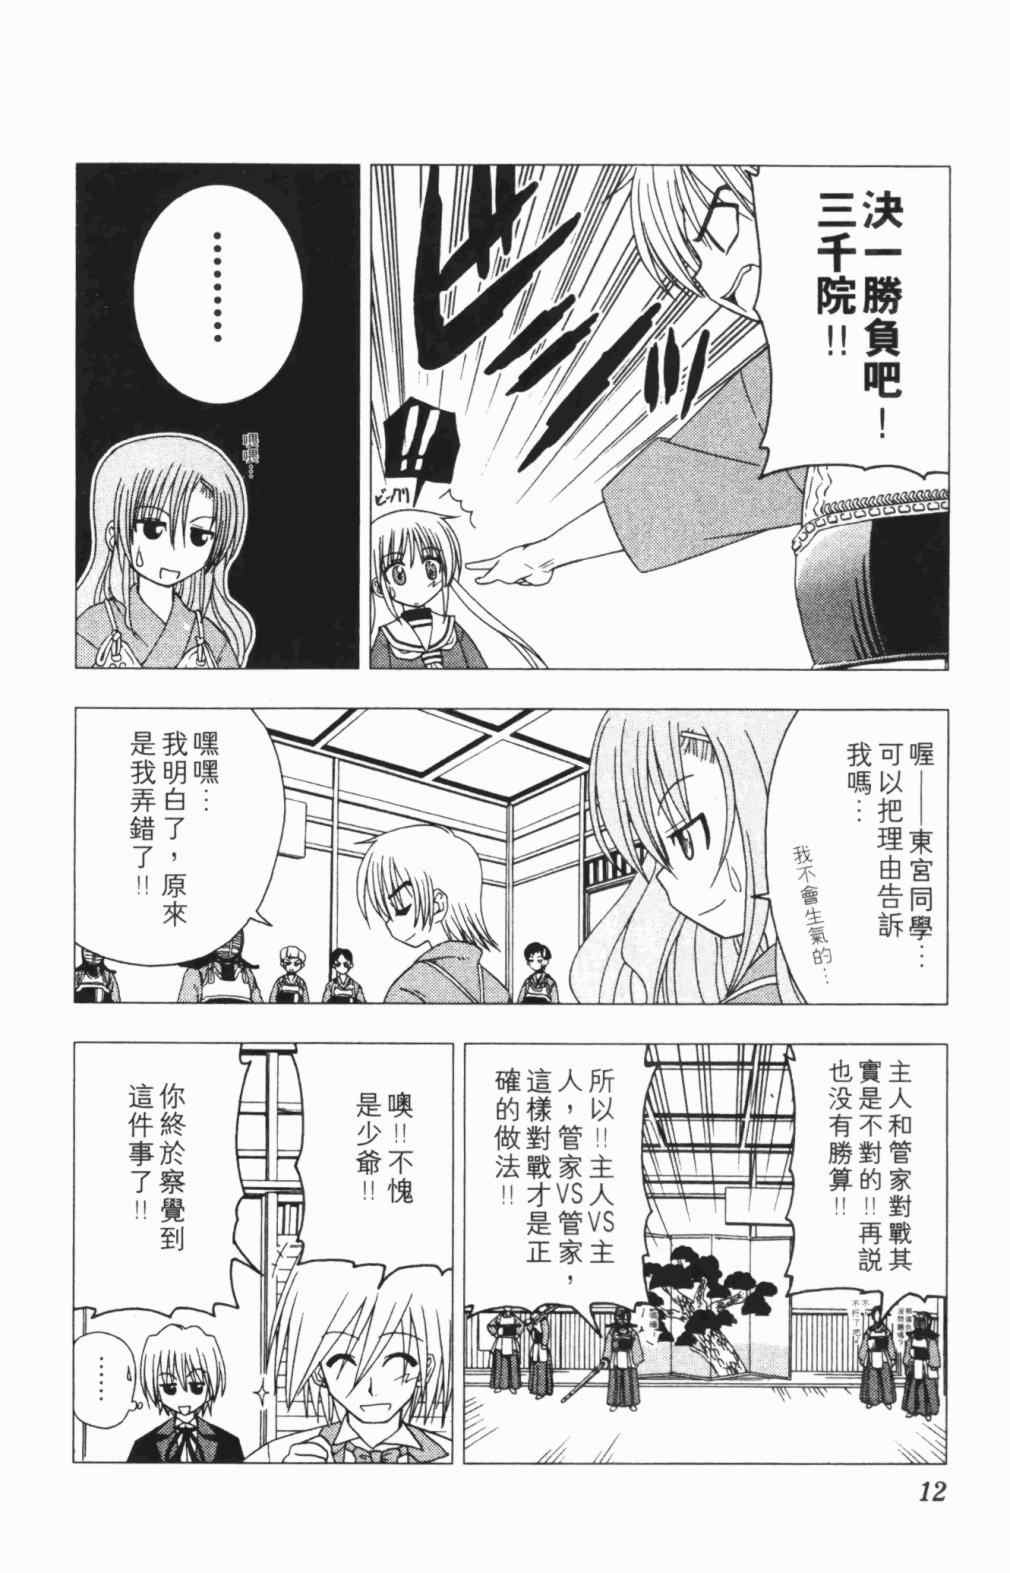 決一勝負吧！
三千院!!
!!
ビックリ
………
嘿嘿…
喔——東宮同學…
可以把理由告訴
我嗎…
我不會生氣的…
嘿嘿…
我明白了，原來
是我弄錯了!!
主人和管家對戰其
實是不對的!!再說
也没有勝算!!
所以!!主人VS主
人，管家VS管家，
這樣對戰才是正
確的做法!!
噢!!不愧
是少爺!!
你終於察覺到
這件事了!!
……
12